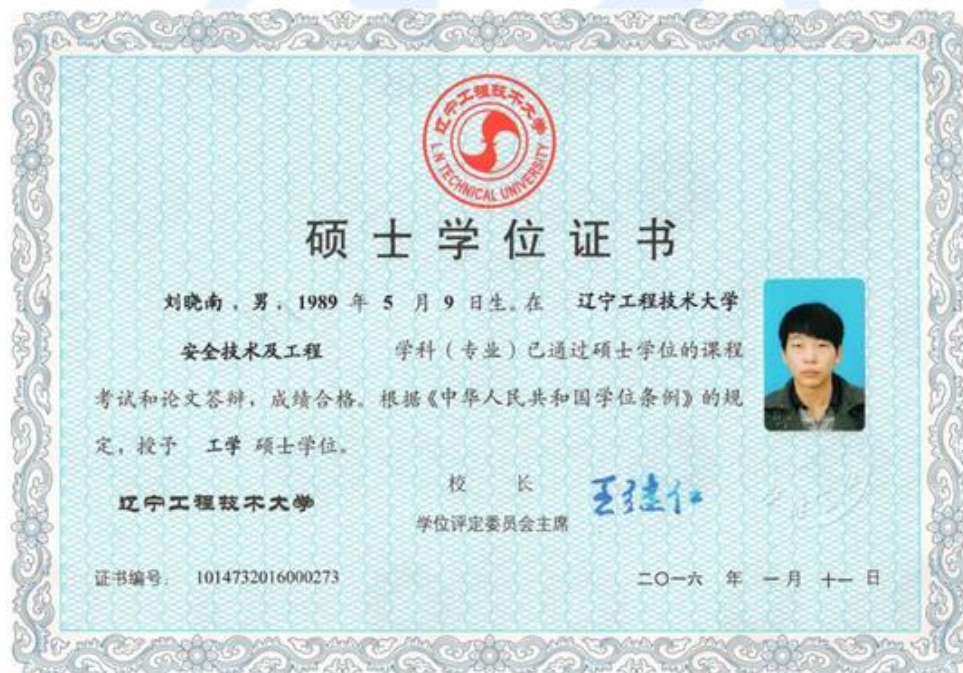 辽宁工程技术大学
L.N TECHNICAL UNIVERSITY
硕士学位证书
刘晓南，男，1989 年 5 月 9 日生。在 辽宁工程技术大学
安全技术及工程 学科（专业）已通过硕士学位的课程
考试和论文答辩，成绩合格。根据《中华人民共和国学位条例》的规
定，授予 工学 硕士学位。
辽宁工程技术大学
校 长
学位评定委员会主席
王继仁
证书编号： 1014732016000273
二〇一六 年 一月 十一 日